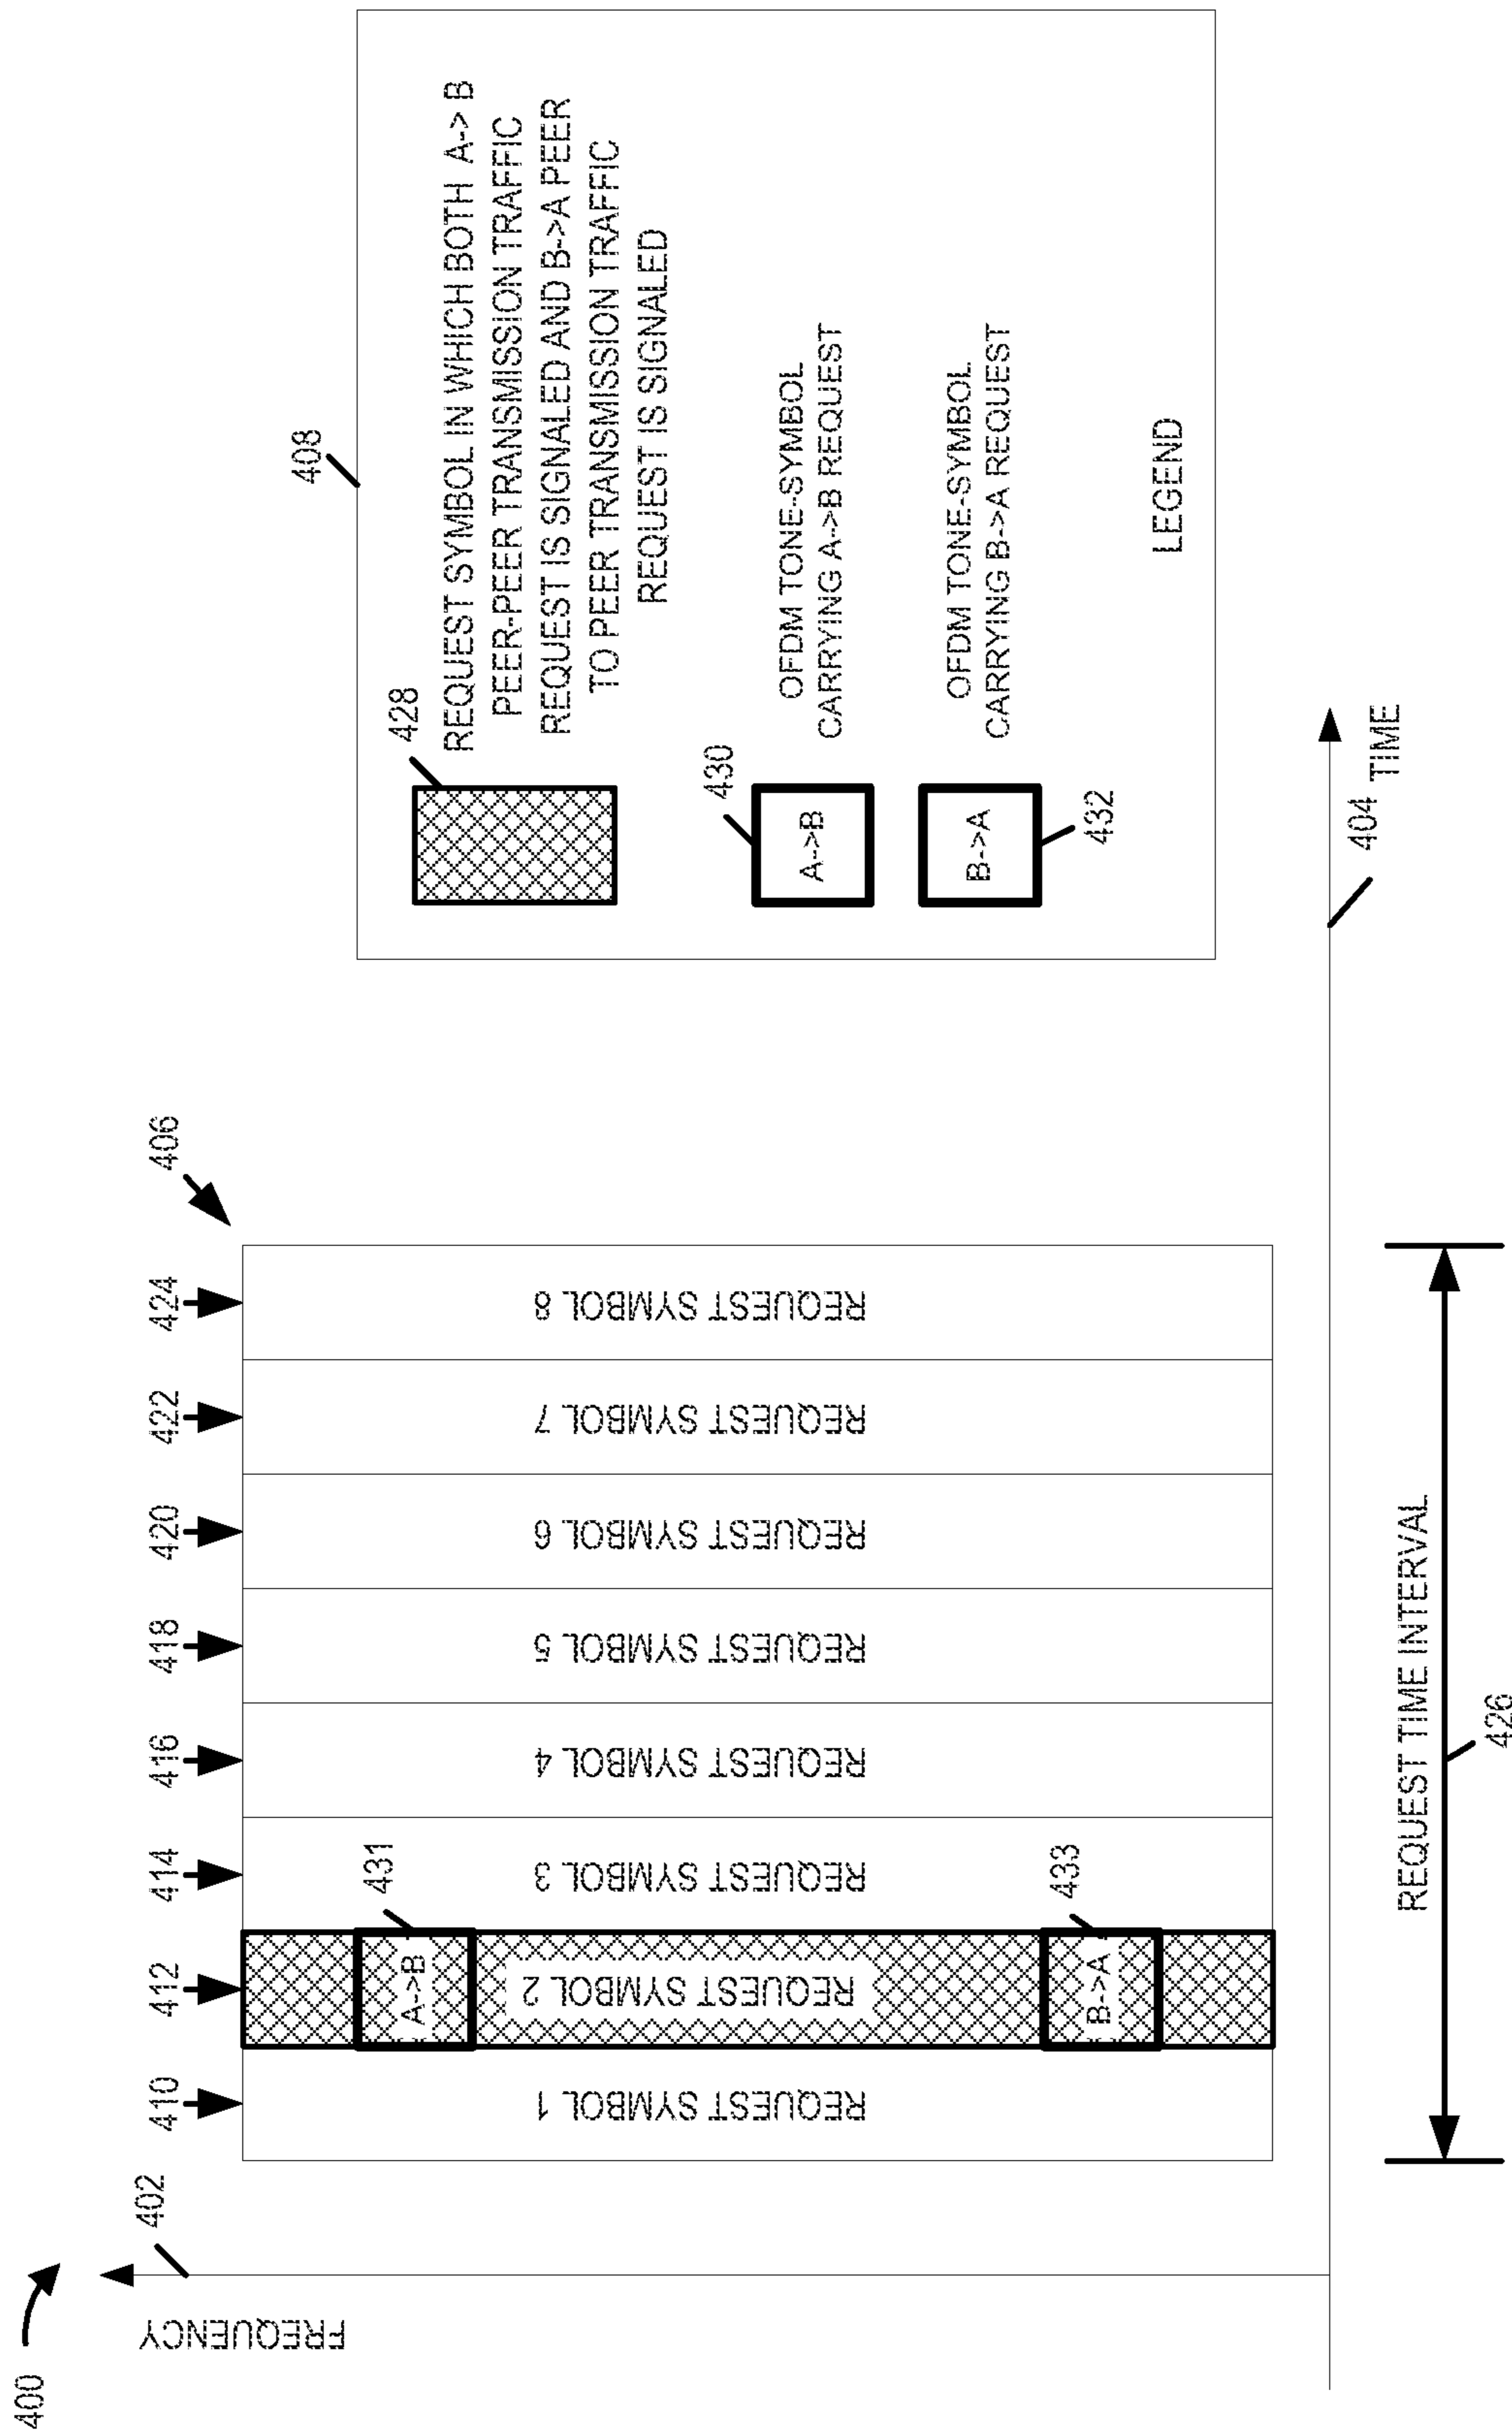 400
FREQUENCY
402
404
TIME
406
410
412
414
416
418
420
422
424
REQUEST SYMBOL 1
REQUEST SYMBOL 2
REQUEST SYMBOL 3
REQUEST SYMBOL 4
REQUEST SYMBOL 5
REQUEST SYMBOL 6
REQUEST SYMBOL 7
REQUEST SYMBOL 8
A->B
431
B->A
433
REQUEST TIME INTERVAL
426
408
428
REQUEST SYMBOL IN WHICH BOTH A-> B
PEER-PEER TRANSMISSION TRAFFIC
REQUEST IS SIGNALED AND B->A PEER
TO PEER TRANSMISSION TRAFFIC
REQUEST IS SIGNALED
430
A->B
OFDM TONE-SYMBOL
CARRYING A->B REQUEST
B->A
432
OFDM TONE-SYMBOL
CARRYING B->A REQUEST
LEGEND